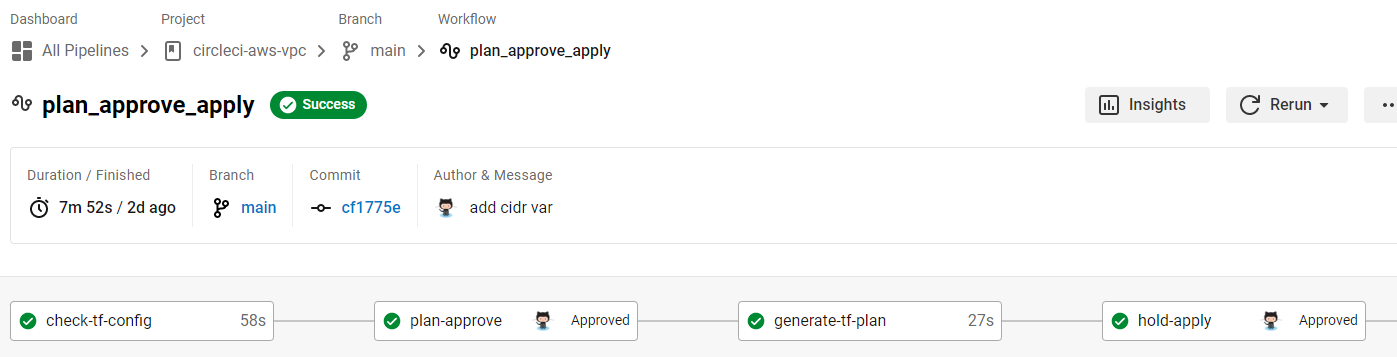 Dashboard Project Branch Workflow
All Pipelines circleci-aws-vpc main plan_approve_apply
plan_approve_apply Success Insights Rerun
Duration / Finished Branch Commit Author & Message
7m 52s / 2d ago main cf1775e add cidr var
check-tf-config 58s plan-approve Approved generate-tf-plan 27s hold-apply Approved